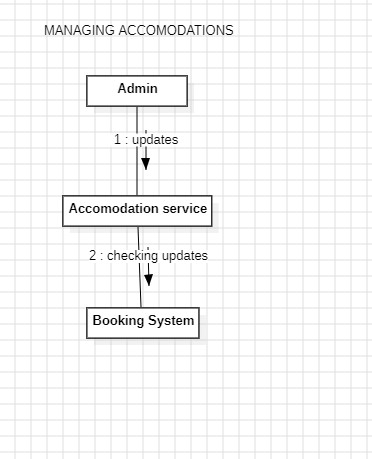 MANAGING ACCOMODATIONS
Admin
1 : updates
Accomodation service
2 : checking updates
Booking System